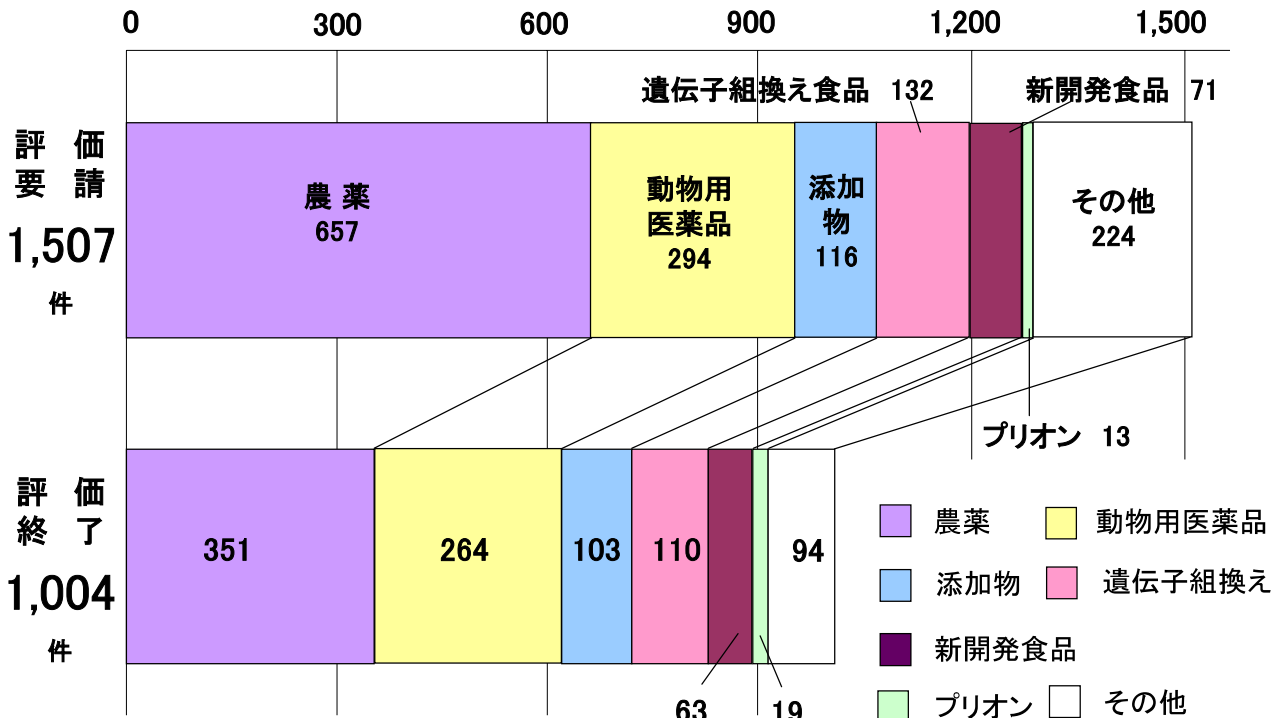 0 300 600 900 1,200 1,500
遺伝子組換え食品 132
新開発食品 71
評 価
要 請
1,507
件
農 薬
657
動物用
医薬品
294
添加
物
116
その他
224
プリオン 13
評 価
終 了
1,004
件
351
264
103
110
94
63
19
農薬
動物用医薬品
添加物
遺伝子組換え
新開発食品
プリオン
その他